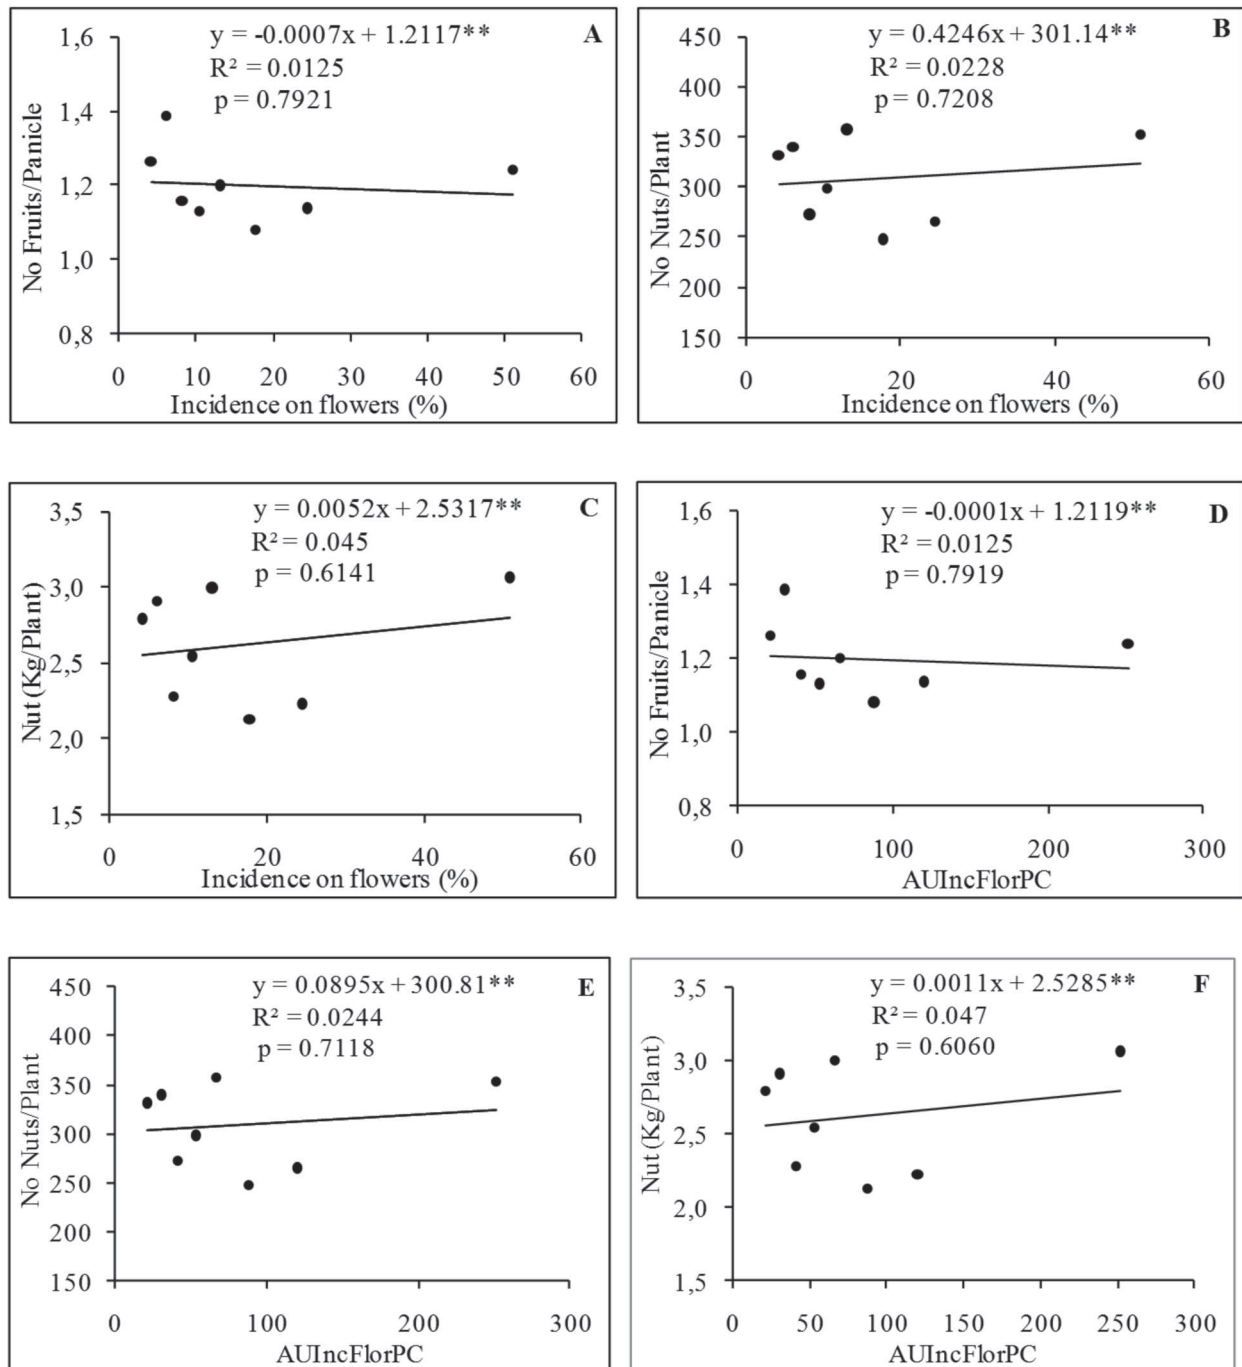 y = -0.0007x + 1.2117** A
R² = 0.0125
p = 0.7921
No Fruits/Panicle
1,6
1,4
1,2
1,0
0,8
0 10 20 30 40 50 60
Incidence on flowers (%)
y = 0.4246x + 301.14** B
R² = 0.0228
p = 0.7208
No Nuts/Plant
450
400
350
300
250
200
150
0 20 40 60
Incidence on flowers (%)
y = 0.0052x + 2.5317** C
R² = 0.045
p = 0.6141
Nut (Kg/Plant)
3,5
3,0
2,5
2,0
1,5
0 20 40 60
Incidence on flowers (%)
y = -0.0001x + 1.2119** D
R² = 0.0125
p = 0.7919
No Fruits/Panicle
1,6
1,4
1,2
1,0
0,8
0 100 200 300
AUIncFlorPC
y = 0.0895x + 300.81** E
R² = 0.0244
p = 0.7118
No Nuts/Plant
450
400
350
300
250
200
150
0 100 200 300
AUIncFlorPC
y = 0.0011x + 2.5285** F
R² = 0.047
p = 0.6060
Nut (Kg/Plant)
3,5
3,0
2,5
2,0
1,5
0 50 100 150 200 250 300
AUIncFlorPC